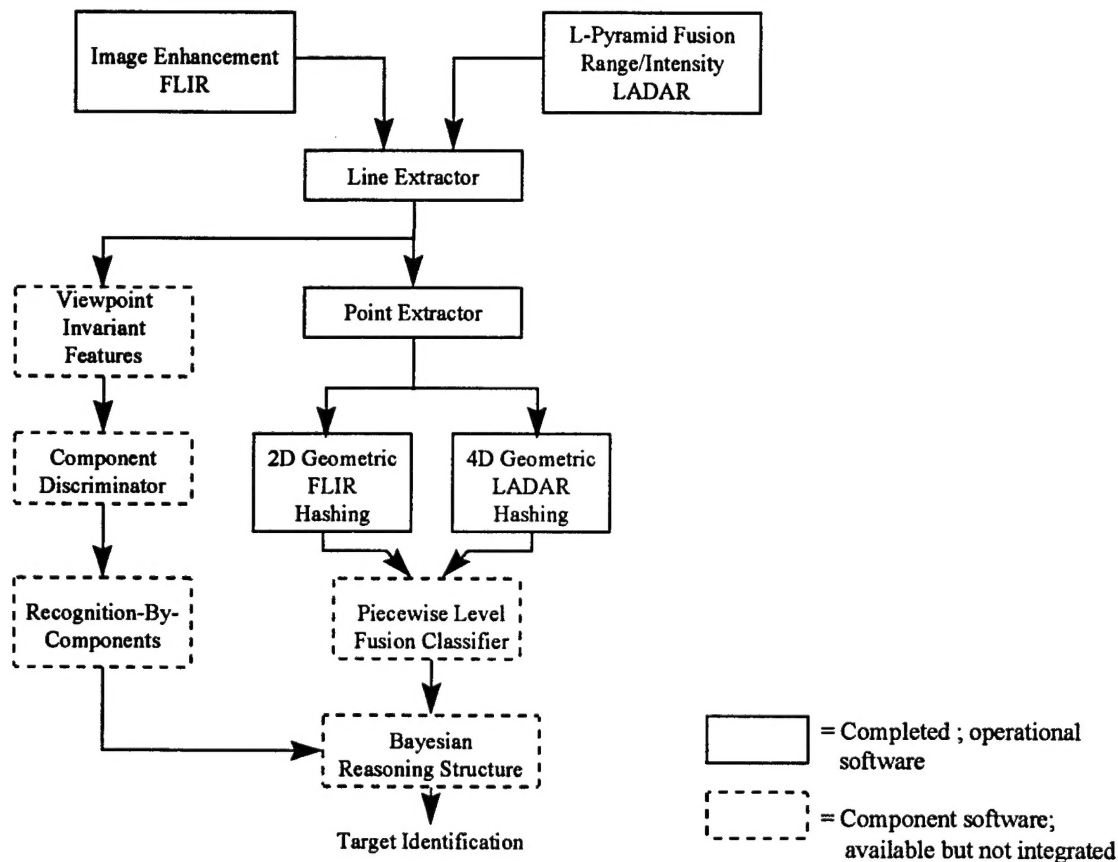 Image Enhancement
FLIR
L-Pyramid Fusion
Range/Intensity
LADAR
Line Extractor
Viewpoint
Invariant
Features
Point Extractor
Component
Discriminator
2D Geometric
FLIR
Hashing
4D Geometric
LADAR
Hashing
Recognition-By-
Components
Piecewise Level
Fusion Classifier
Bayesian
Reasoning Structure
Target Identification
= Completed ; operational
software
= Component software;
available but not integrated